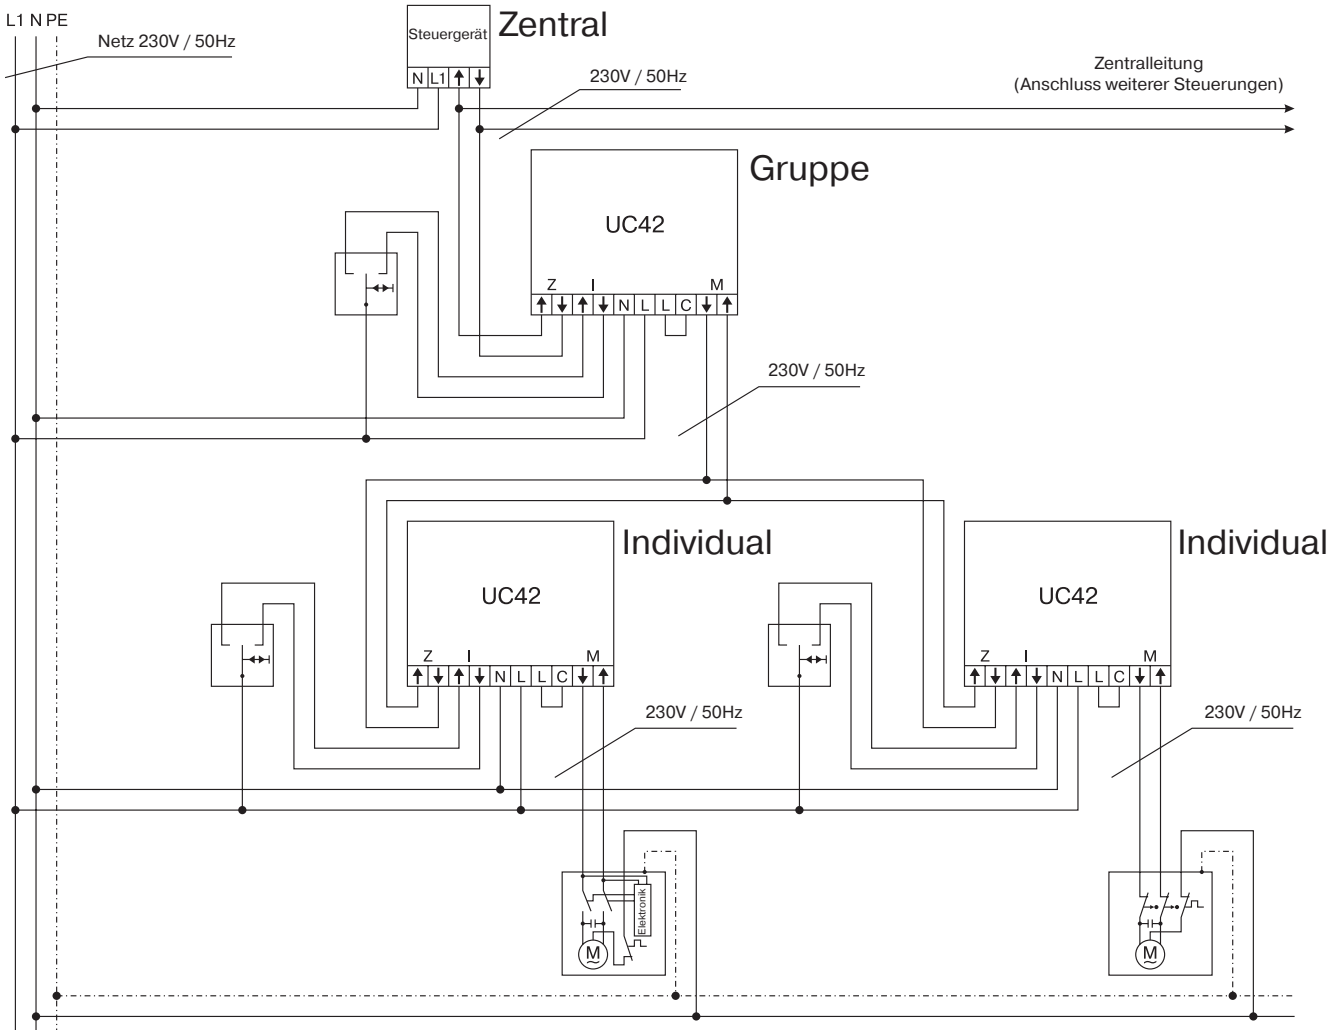 L1 N PE
Netz 230V / 50Hz
Steuergerät
Zentral
N L1 ↑ ↓
230V / 50Hz
Zentralleitung
(Anschluss weiterer Steuerungen)
Gruppe
UC42
Z I M
↑ ↓ ↑ ↓ N L L C ↓ ↑
230V / 50Hz
Individual
UC42
Z I M
↑ ↓ ↑ ↓ N L L C ↓ ↑
230V / 50Hz
Individual
UC42
Z I M
↑ ↓ ↑ ↓ N L L C ↓ ↑
230V / 50Hz
Elektronik
M
M